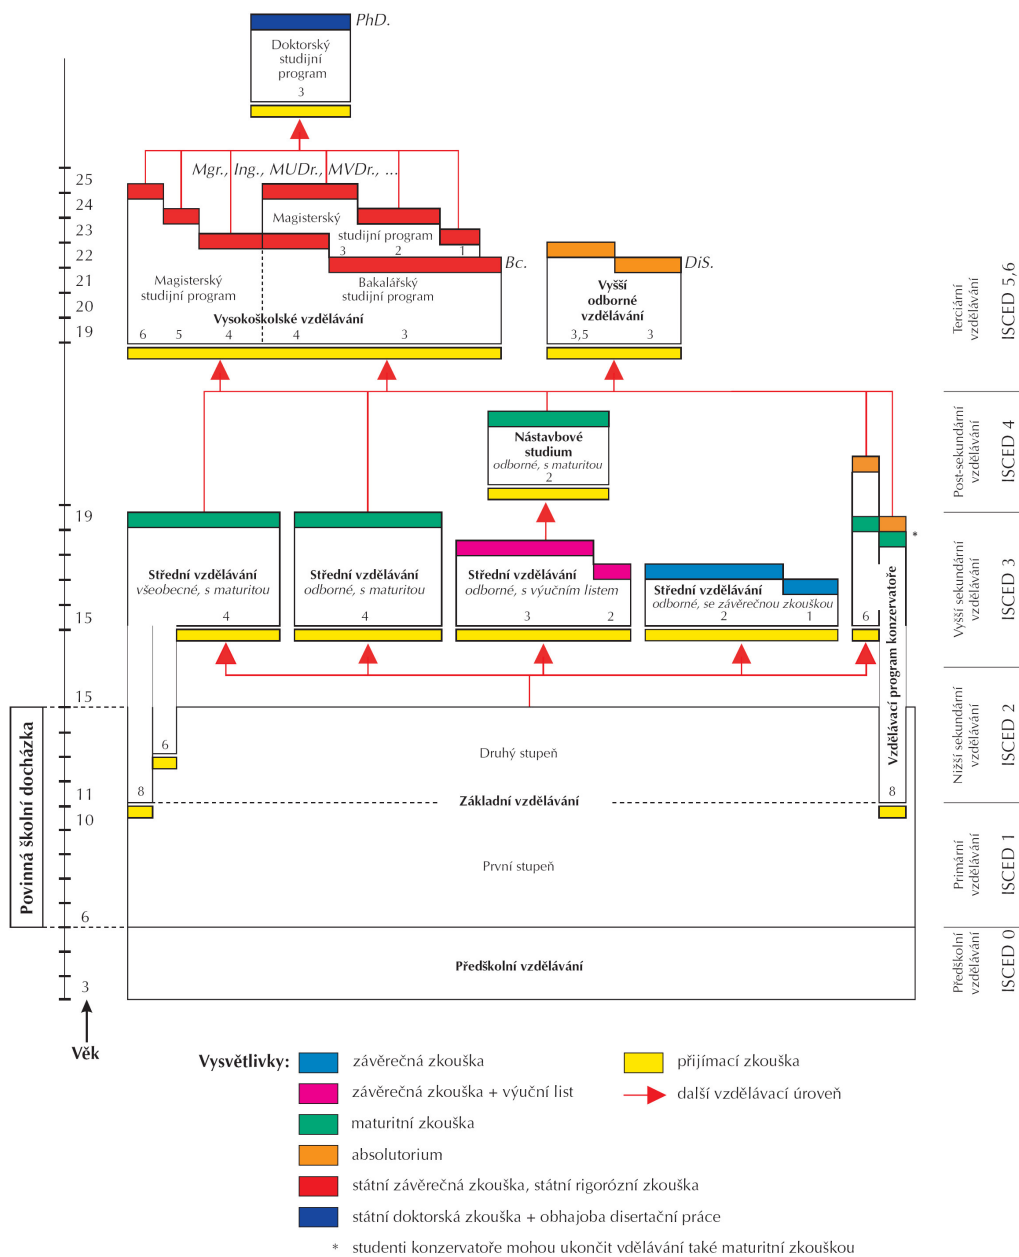 PhD.
Doktorský
studijní
program
3
Mgr., Ing., MUDr., MVDr., ...
25
24
23
22
21
20
19
Magisterský
studijní program
3
2
1
Bc.
Magisterský
studijní program
Bakalářský
studijní program
Vysokoškolské vzdělávání
6
5
4
4
3
DiS.
Vyšší
odborné
vzdělávání
3,5
3
Terciární
vzdělávání
ISCED 5,6
Nástavbové
studium
odborné, s maturitou
2
Post-sekundární
vzdělávání
ISCED 4
19
15
Střední vzdělávání
všeobecné, s maturitou
4
Střední vzdělávání
odborné, s maturitou
4
Střední vzdělávání
odborné, s výučním listem
3
2
Střední vzdělávání
odborné, se závěrečnou zkouškou
2
1
6
*
Vzdělávací program konzervatoře
8
Vyšší sekundární
vzdělávání
ISCED 3
15
11
10
6
3
Povinná školní docházka
6
8
Druhý stupeň
Základní vzdělávání
První stupeň
Předškolní vzdělávání
Nižší sekundární
vzdělávání
ISCED 2
Primární
vzdělávání
ISCED 1
Předškolní
vzdělávání
ISCED 0
Věk
Vysvětlivky:
závěrečná zkouška
závěrečná zkouška + výuční list
maturitní zkouška
absolutorium
státní závěrečná zkouška, státní rigorózní zkouška
státní doktorská zkouška + obhajoba disertační práce
* studenti konzervatoře mohou ukončit vdělávání také maturitní zkouškou
přijímací zkouška
další vzdělávací úroveň